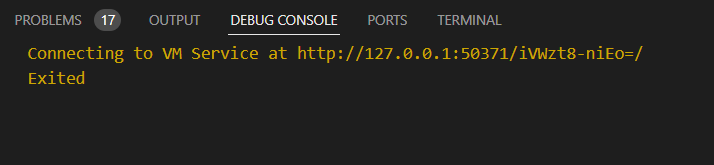 PROBLEMS 17 OUTPUT DEBUG CONSOLE PORTS TERMINAL
Connecting to VM Service at http://127.0.0.1:50371/iVWzt8-niEo=/
Exited